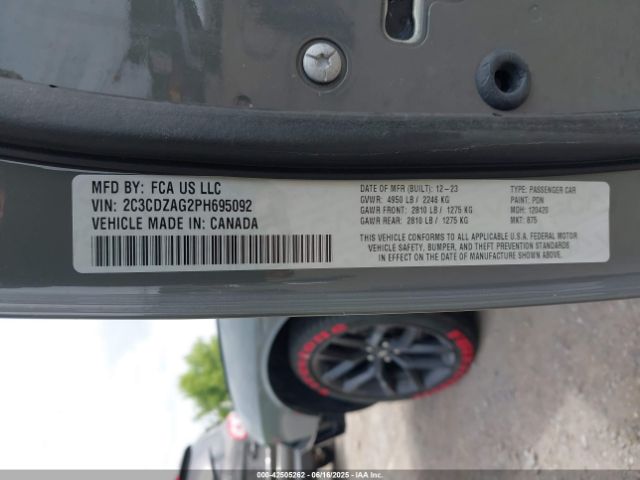 MFD BY: FCA US LLC
VIN: 2C3CDZAG2PH695092
VEHICLE MADE IN: CANADA
DATE OF MFR (BUILT): 12-23
GVWR: 4950 LB / 2246 KG
GAWR FRONT: 2810 LB / 1275 KG
GAWR REAR: 2810 LB / 1275 KG
TYPE: PASSENGER CAR
PAINT: PDN
MDH: 120420
MKT: 875
THIS VEHICLE CONFORMS TO ALL APPLICABLE U.S.A. FEDERAL MOTOR
VEHICLE SAFETY, BUMPER, AND THEFT PREVENTION STANDARDS
IN EFFECT ON THE DATE OF MANUFACTURE SHOWN ABOVE.
000-42505262 - 06/16/2025 - IAAI, Inc.